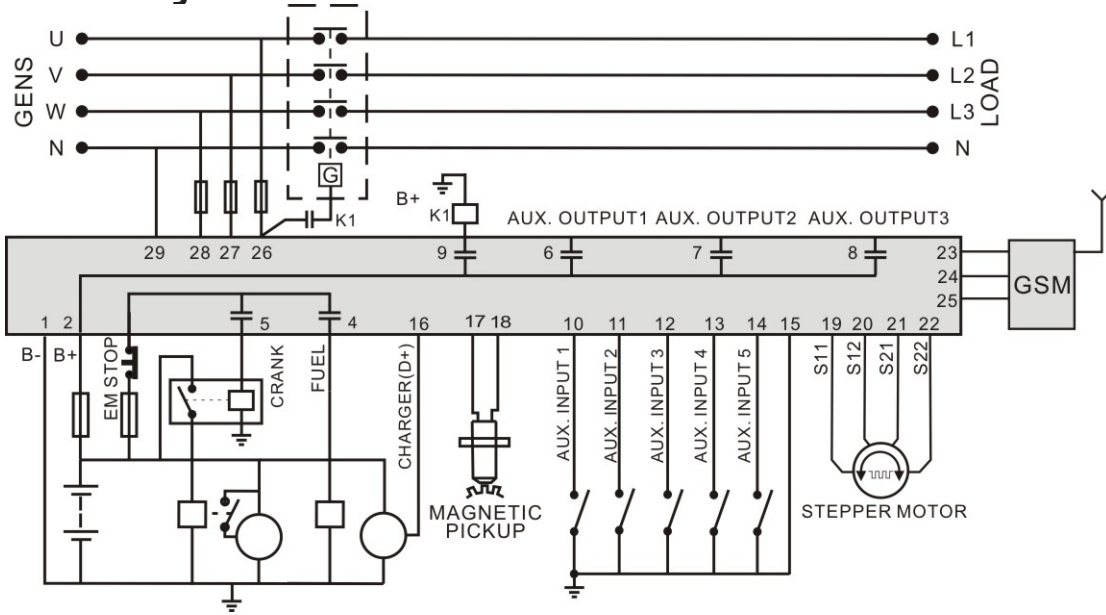 U
V
W
N
GENS
L1
L2
L3
N
LOAD
G
K1
B+
K1
AUX. OUTPUT1
AUX. OUTPUT2
AUX. OUTPUT3
29
28
27
26
9
6
7
8
23
24
25
GSM
1
2
5
4
16
17
18
10
11
12
13
14
15
19
20
21
22
B-
B+
EM STOP
CRANK
FUEL
CHARGER(D+)
MAGNETIC
PICKUP
AUX. INPUT 1
AUX. INPUT 2
AUX. INPUT 3
AUX. INPUT 4
AUX. INPUT 5
S11
S12
S21
S22
STEPPER MOTOR